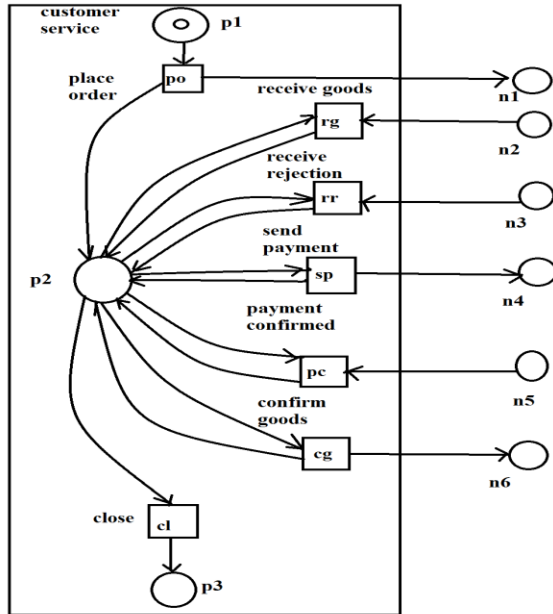 customer
service
p1
place
order
po
n1
receive goods
rg
n2
receive
rejection
rr
n3
send
payment
p2
sp
n4
payment
confirmed
pc
n5
confirm
goods
cg
n6
close
cl
p3